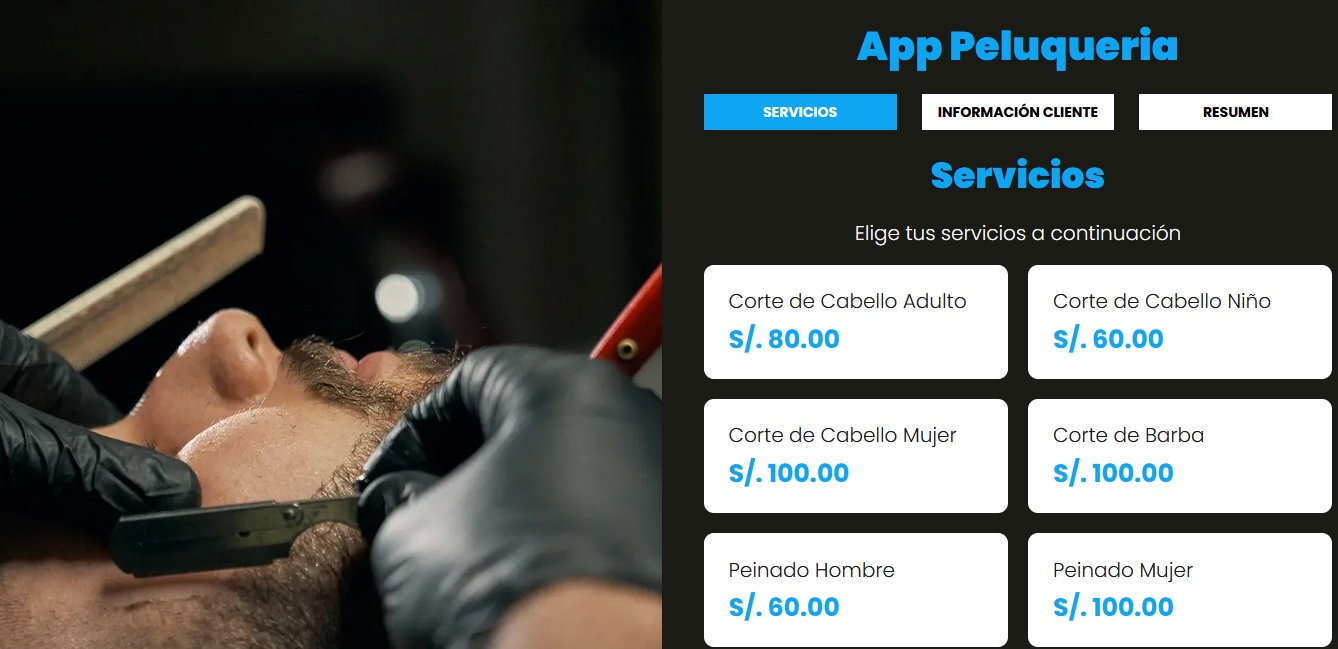 App Peluqueria
SERVICIOS
INFORMACIÓN CLIENTE
RESUMEN
Servicios
Elige tus servicios a continuación
Corte de Cabello Adulto
S/. 80.00
Corte de Cabello Niño
S/. 60.00
Corte de Cabello Mujer
S/. 100.00
Corte de Barba
S/. 100.00
Peinado Hombre
S/. 60.00
Peinado Mujer
S/. 100.00